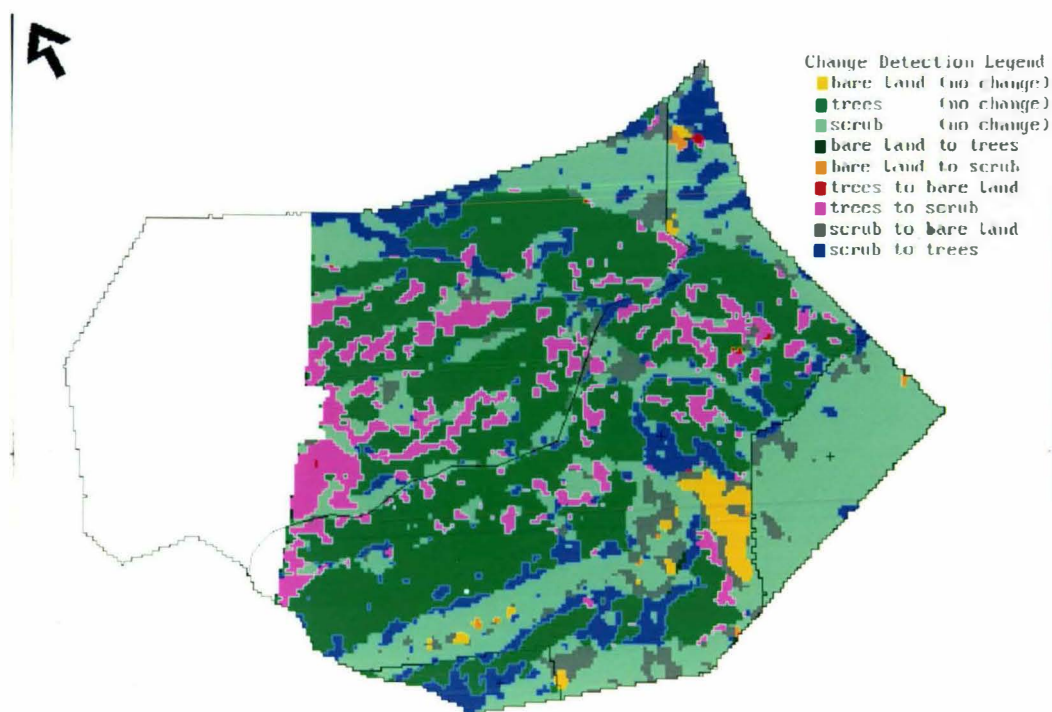 Change Detection Legend
bare land (no change)
trees (no change)
scrub (no change)
bare land to trees
bare land to scrub
trees to bare land
trees to scrub
scrub to bare land
scrub to trees